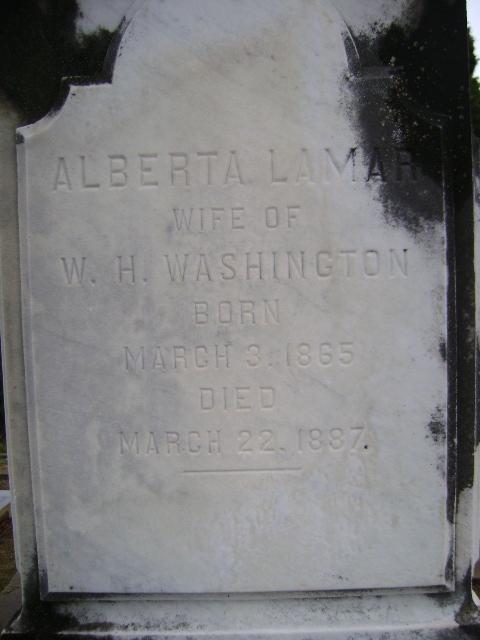 ALBERTA LAMAR
WIFE OF
W. H. WASHINGTON
BORN
MARCH 3. 1865
DIED
MARCH 22. 1887.